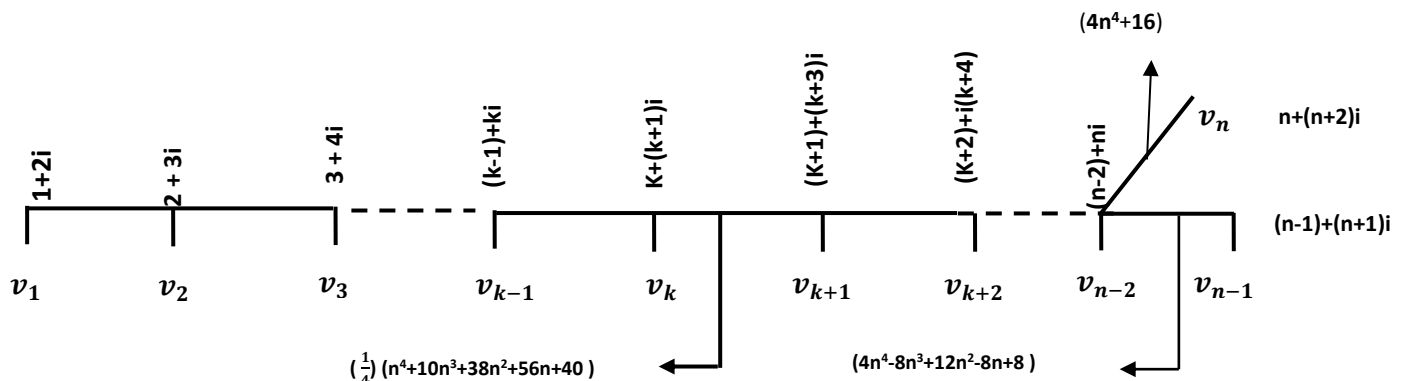 (4n⁴+16)
1+2i
2 + 3i
3 + 4i
(k-1)+ki
K+(k+1)i
(K+1)+(k+3)i
(K+2)+i(k+4)
(n-2)+ni
vₙ
n+(n+2)i
(n-1)+(n+1)i
v₁
v₂
v₃
vₖ₋₁
vₖ
vₖ₊₁
vₖ₊₂
vₙ₋₂
vₙ₋₁
(1/4) (n⁴+10n³+38n²+56n+40 )
(4n⁴-8n³+12n²-8n+8 )